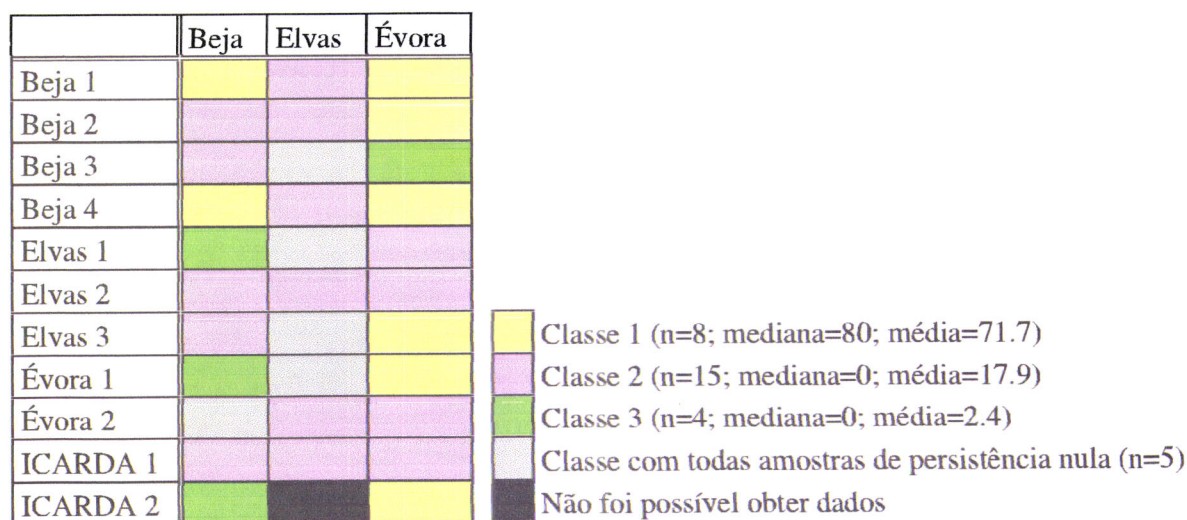 Beja Elvas Évora
Beja 1
Beja 2
Beja 3
Beja 4
Elvas 1
Elvas 2
Elvas 3
Évora 1
Évora 2
ICARDA 1
ICARDA 2
Classe 1 (n=8; mediana=80; média=71.7)
Classe 2 (n=15; mediana=0; média=17.9)
Classe 3 (n=4; mediana=0; média=2.4)
Classe com todas amostras de persistência nula (n=5)
Não foi possível obter dados